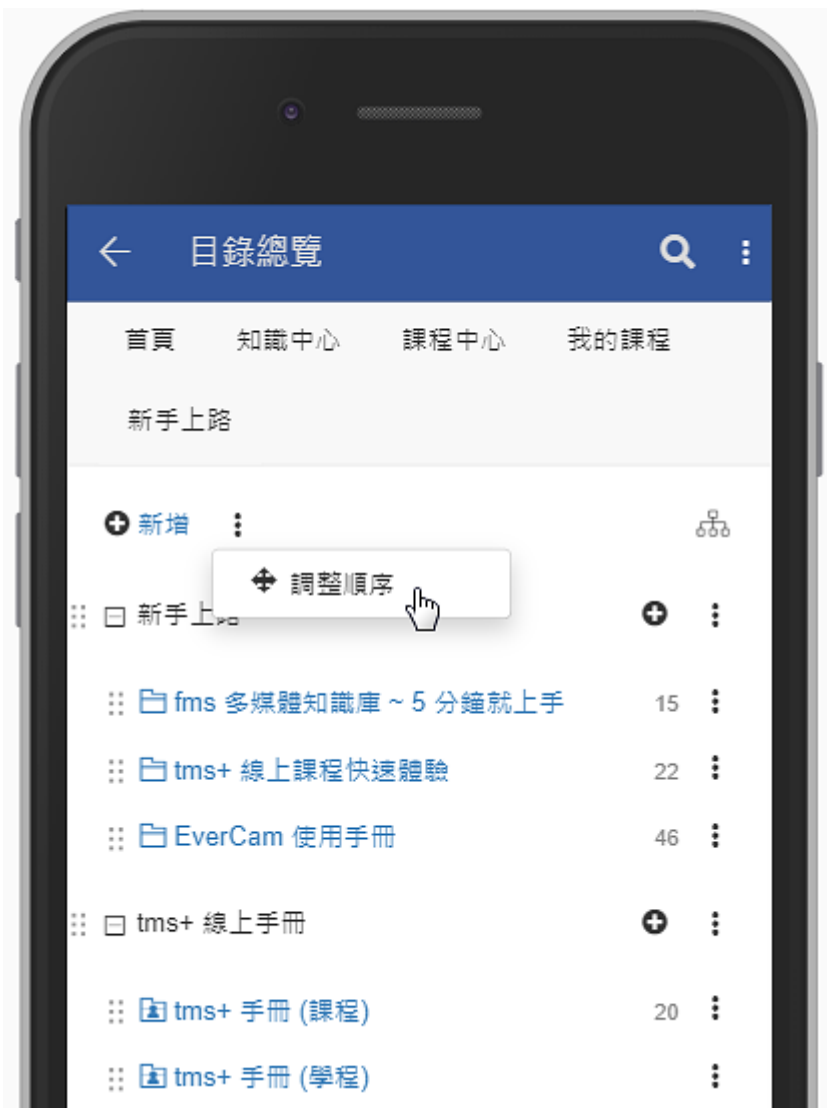 目錄總覽
首頁 知識中心 課程中心 我的課程
新手上路
新增
調整順序
新手上路
fms 多媒體知識庫 ~ 5 分鐘就上手 15
tms+ 線上課程快速體驗 22
EverCam 使用手冊 46
tms+ 線上手冊
tms+ 手冊 (課程) 20
tms+ 手冊 (學程)